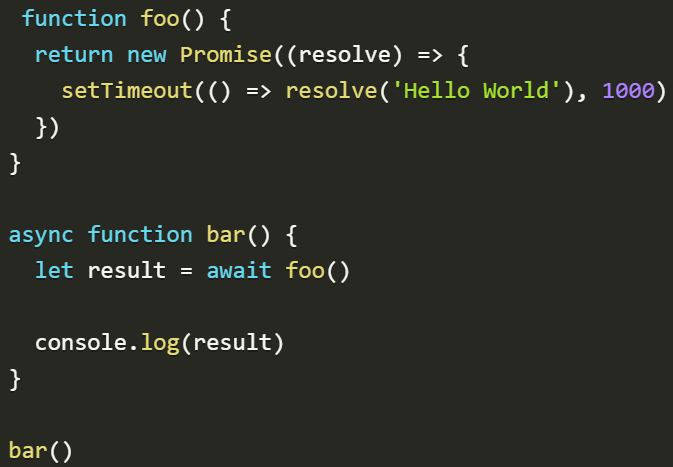 function foo() {
  return new Promise((resolve) => {
    setTimeout(() => resolve('Hello World'), 1000)
  })
}

async function bar() {
  let result = await foo()

  console.log(result)
}

bar()